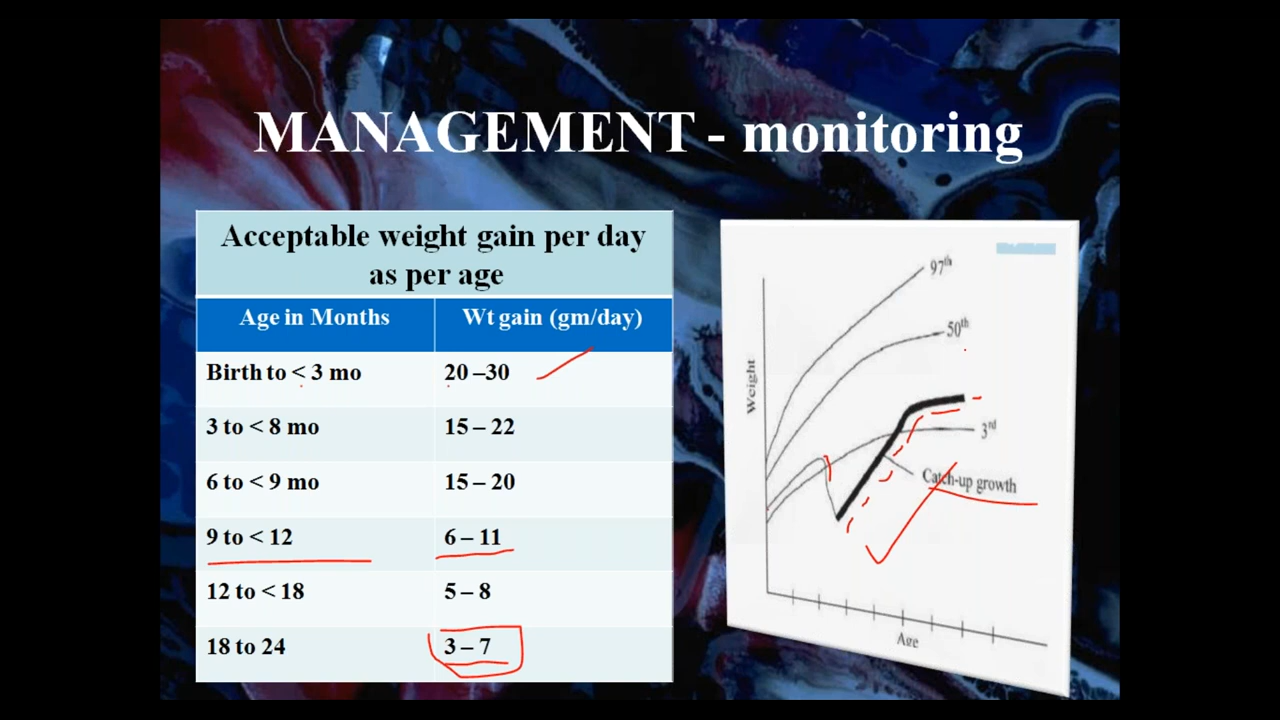 MANAGEMENT - monitoring
Acceptable weight gain per day
as per age
Age in Months
Wt gain (gm/day)
Birth to < 3 mo
20 –30
3 to < 8 mo
15 – 22
6 to < 9 mo
15 – 20
9 to < 12
6 – 11
12 to < 18
5 – 8
18 to 24
3 – 7
97th
50th
3rd
Catch-up growth
Weight
Age